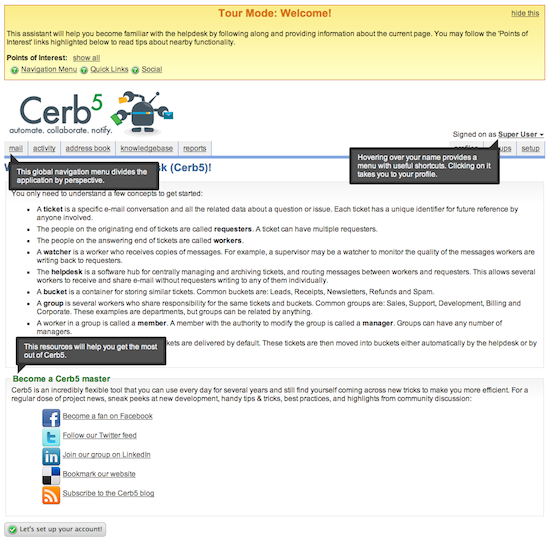 Tour Mode: Welcome!
hide this
This assistant will help you become familiar with the helpdesk by following along and providing information about the current page. You may follow the 'Points of
Interest' links highlighted below to read tips about nearby functionality.
Points of Interest: show all
Navigation Menu Quick Links Social
Cerb5
automate. collaborate. notify.
Signed on as Super User
mail activity address book knowledgebase reports ups setup
This global navigation menu divides the
application by perspective.
Hovering over your name provides a
menu with useful shortcuts. Clicking on it
takes you to your profile.
sk (Cerb5)!
You only need to understand a few concepts to get started:
• A ticket is a specific e-mail conversation and all the related data about a question or issue. Each ticket has a unique identifier for future reference by
anyone involved.
• The people on the originating end of tickets are called requesters. A ticket can have multiple requesters.
• The people on the answering end of tickets are called workers.
• A watcher is a worker who receives copies of messages. For example, a supervisor may be a watcher to monitor the quality of the messages workers are
writing back to requesters.
• The helpdesk is a software hub for centrally managing and archiving tickets, and routing messages between workers and requesters. This allows several
workers to receive and share e-mail without requesters writing to any of them individually.
• A bucket is a container for storing similar tickets. Common buckets are: Leads, Receipts, Newsletters, Refunds and Spam.
• A group is several workers who share responsibility for the same tickets and buckets. Common groups are: Sales, Support, Development, Billing and
Corporate. These examples are departments, but groups can be related by anything.
• A worker in a group is called a member. A member with the authority to modify the group is called a manager. Groups can have any number of
managers.
kets are delivered by default. These tickets are then moved into buckets either automatically by the helpdesk or by
This resources will help you get the most
out of Cerb5.
Become a Cerb5 master
Cerb5 is an incredibly flexible tool that you can use every day for several years and still find yourself coming across new tricks to make you more efficient. For a
regular dose of project news, sneak peeks at new development, handy tips & tricks, best practices, and highlights from community discussion:
Become a fan on Facebook
Follow our Twitter feed
Join our group on LinkedIn
Bookmark our website
Subscribe to the Cerb5 blog
Let's set up your account!